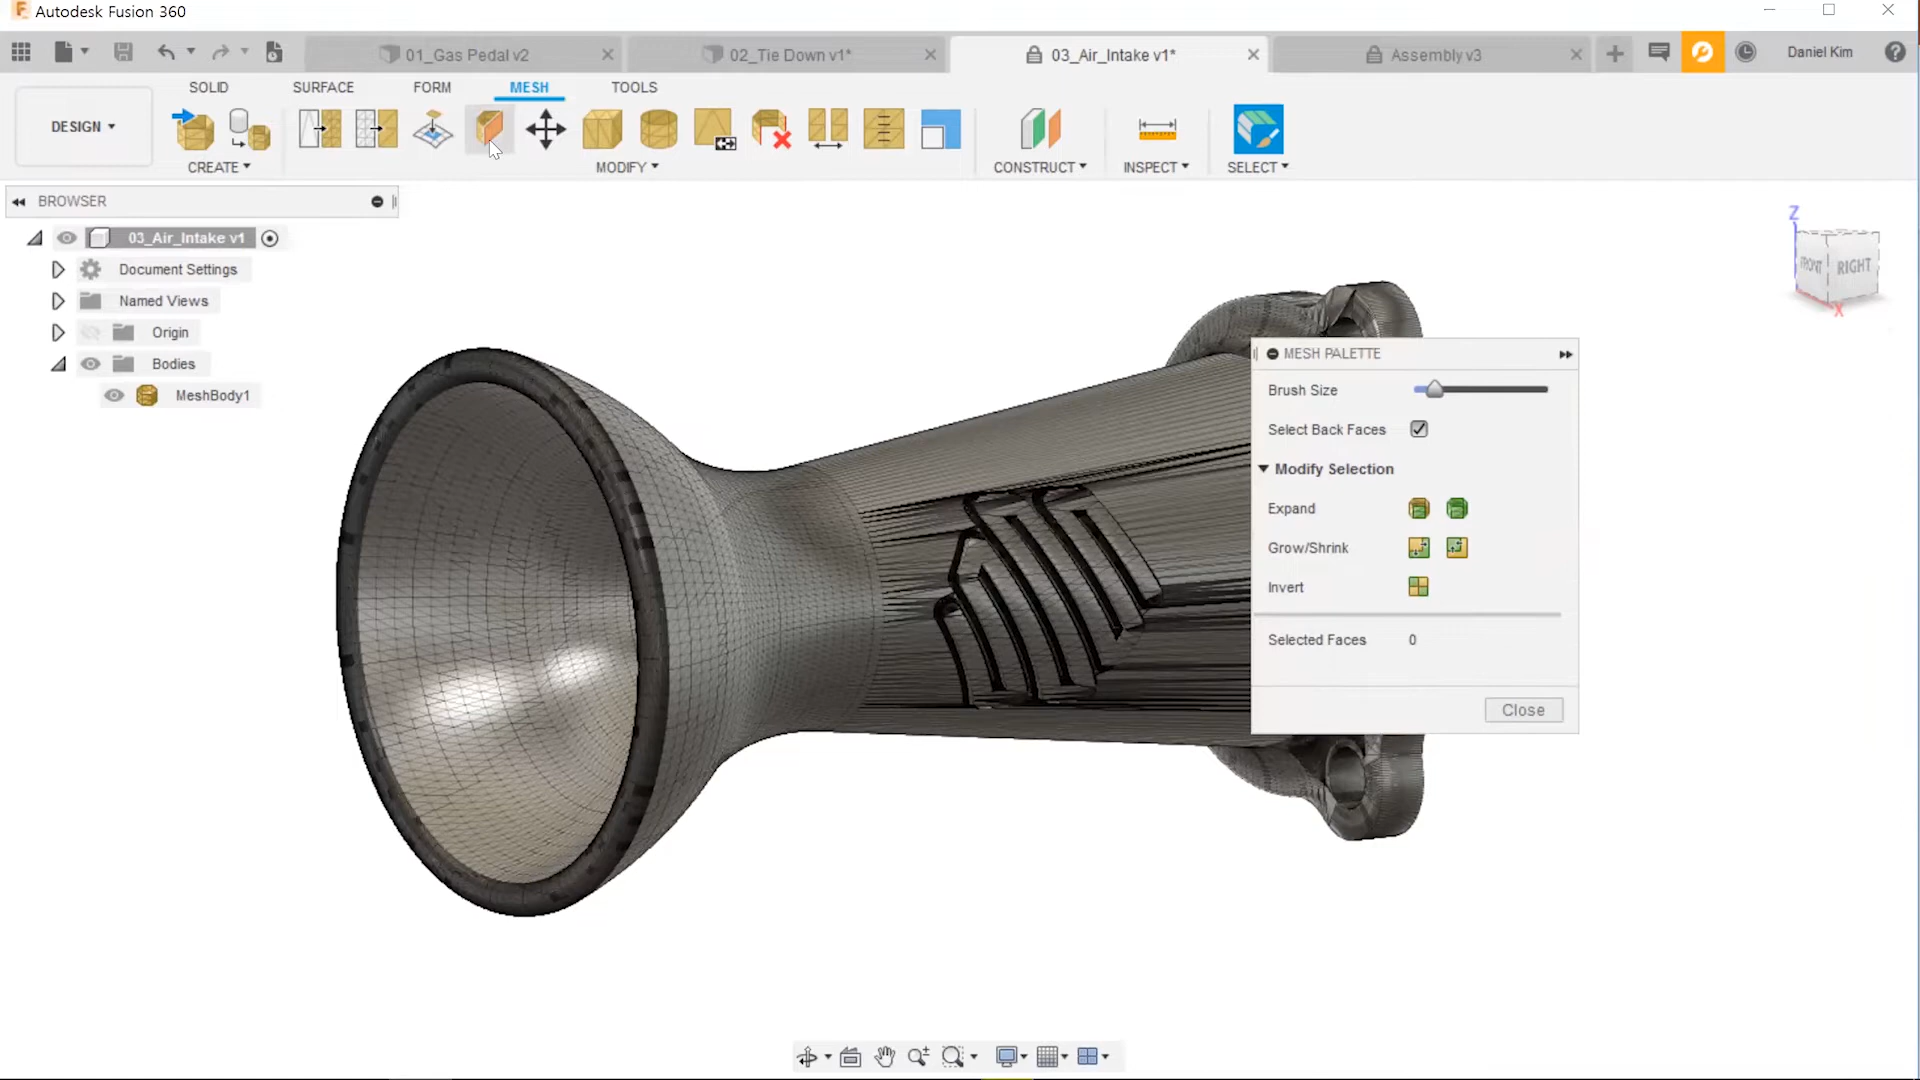 Autodesk Fusion 360
01_Gas Pedal v2
02_Tie Down v1*
03_Air_Intake v1*
Assembly v3
Daniel Kim
SOLID
SURFACE
FORM
MESH
TOOLS
DESIGN
CREATE
MODIFY
CONSTRUCT
INSPECT
SELECT
BROWSER
03_Air_Intake v1
Document Settings
Named Views
Origin
Bodies
MeshBody1
Z
FRONT
RIGHT
X
MESH PALETTE
Brush Size
Select Back Faces
Modify Selection
Expand
Grow/Shrink
Invert
Selected Faces 0
Close